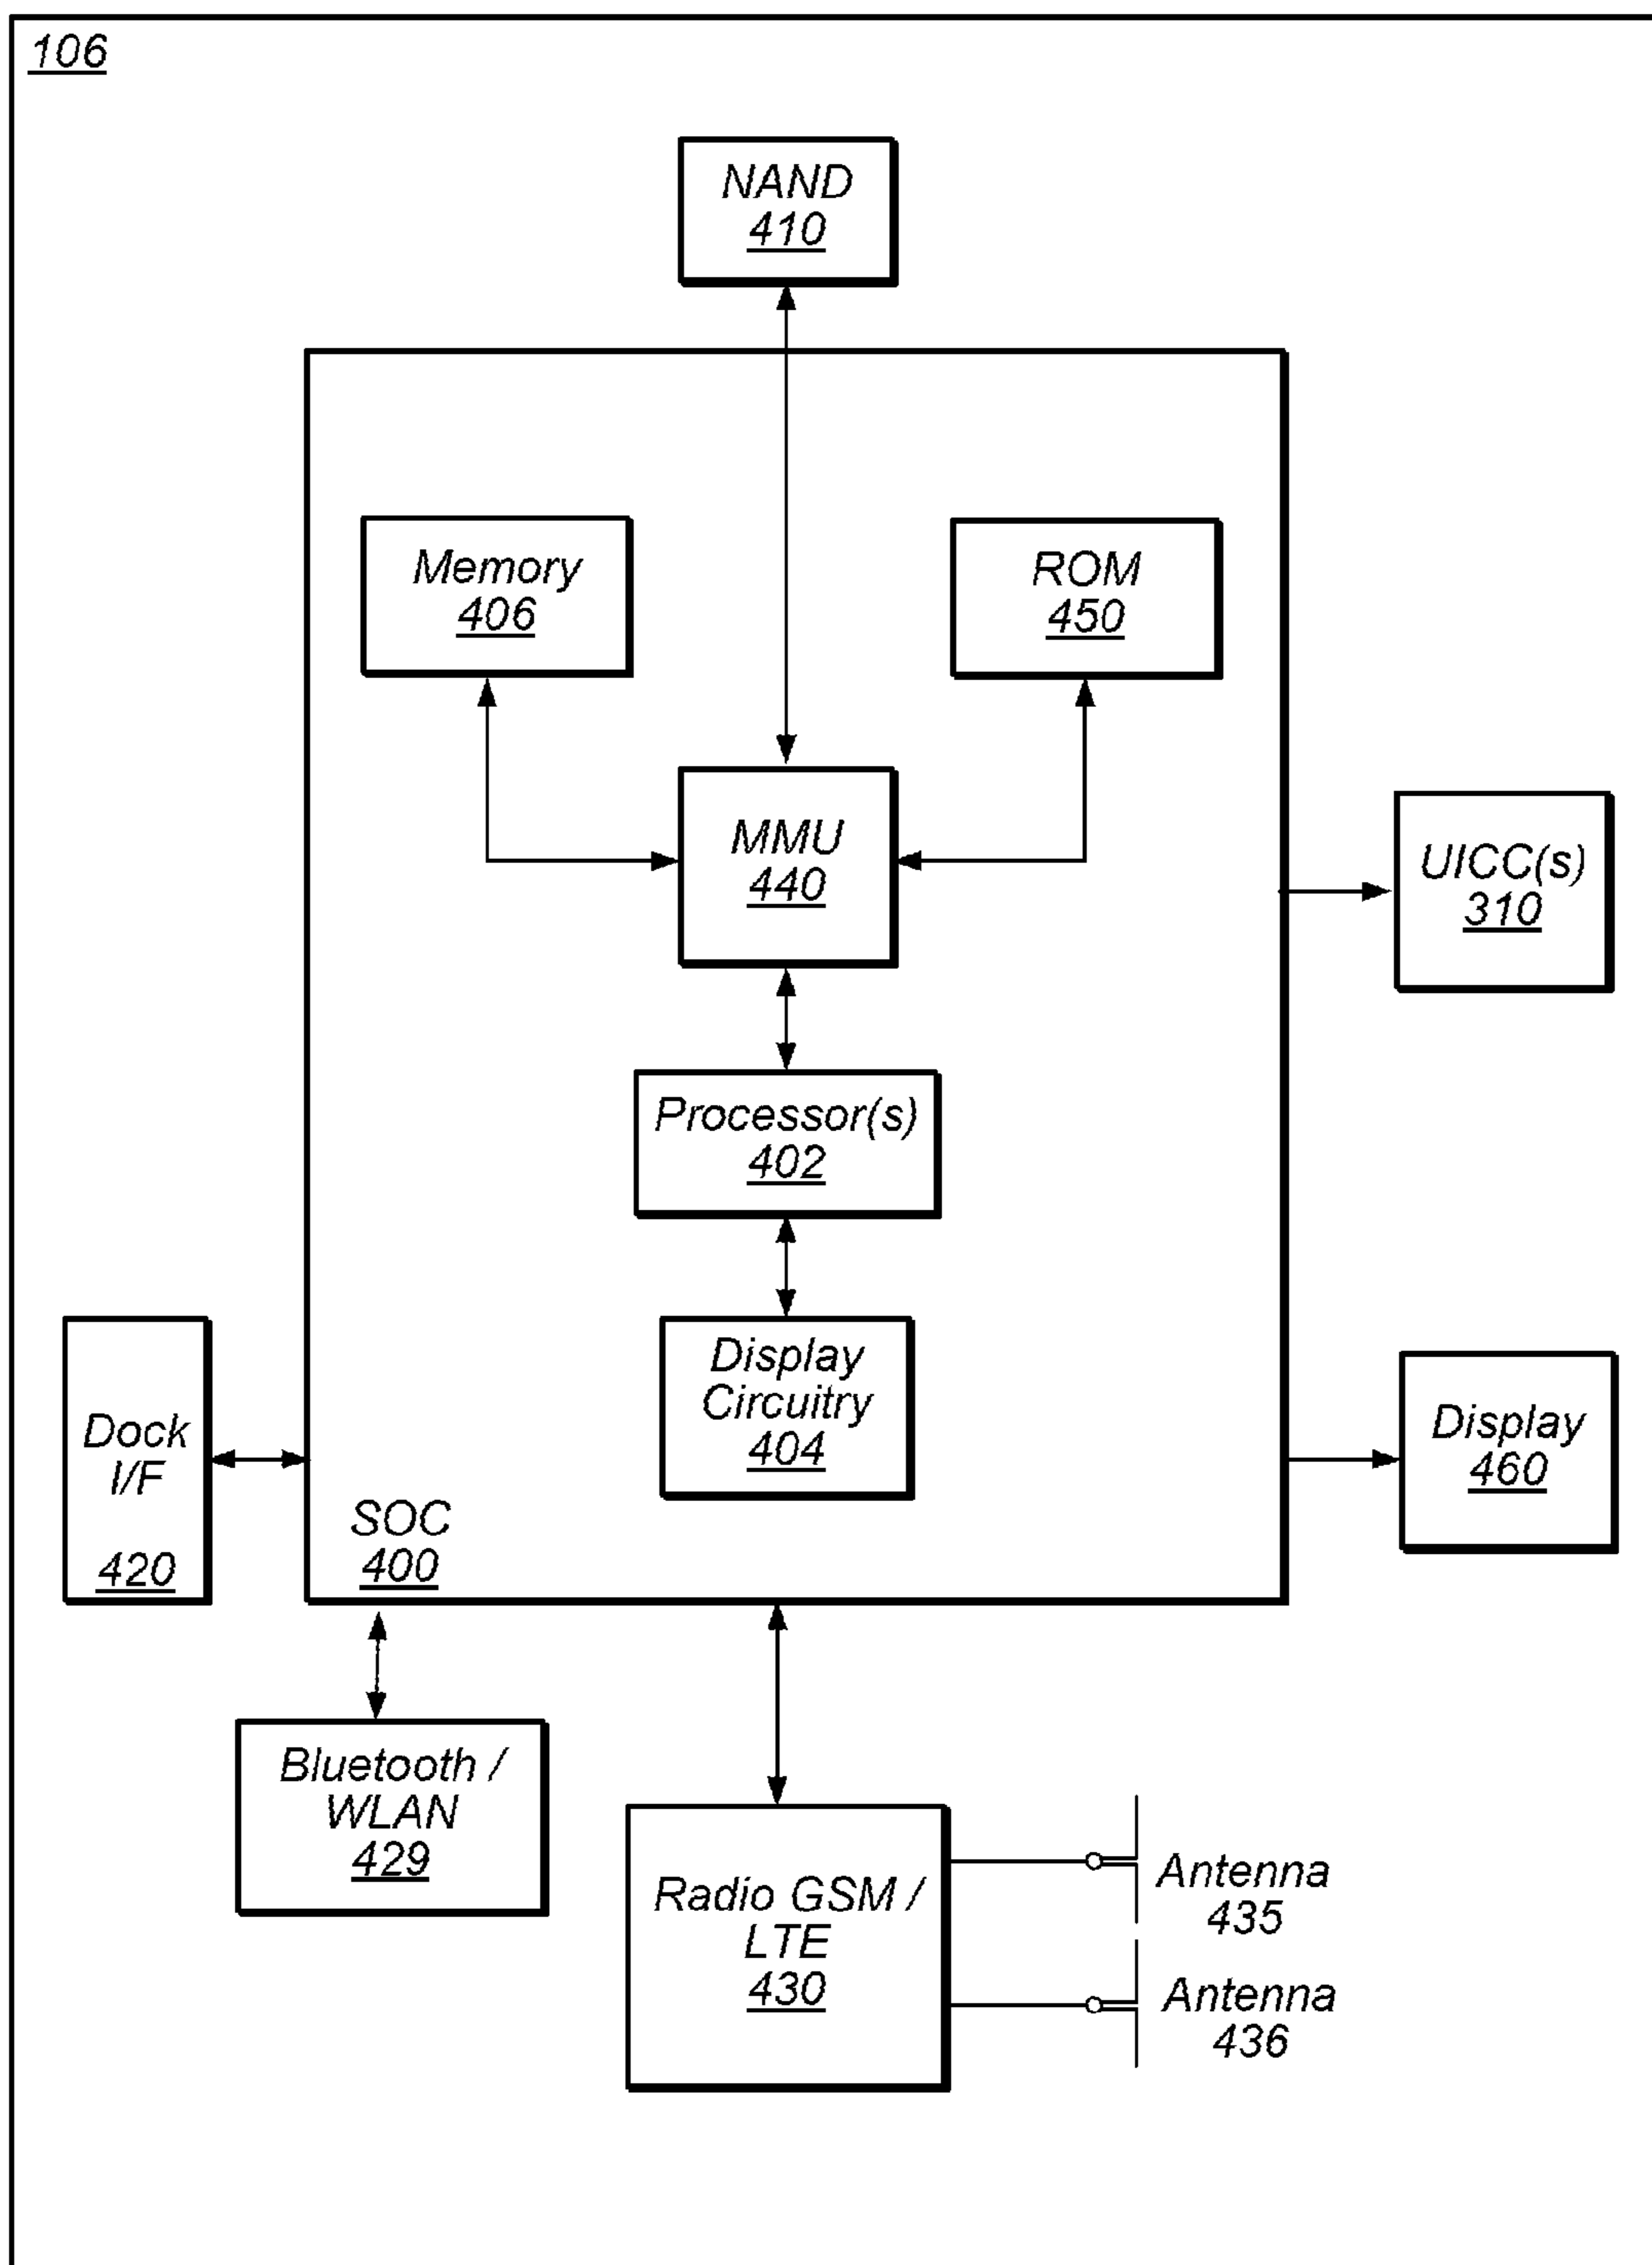 106
NAND
410
Memory
406
ROM
450
MMU
440
UICC(s)
310
Processor(s)
402
Display
Circuitry
404
Dock
I/F
420
Display
460
SOC
400
Bluetooth /
WLAN
429
Radio GSM /
LTE
430
Antenna
435
Antenna
436